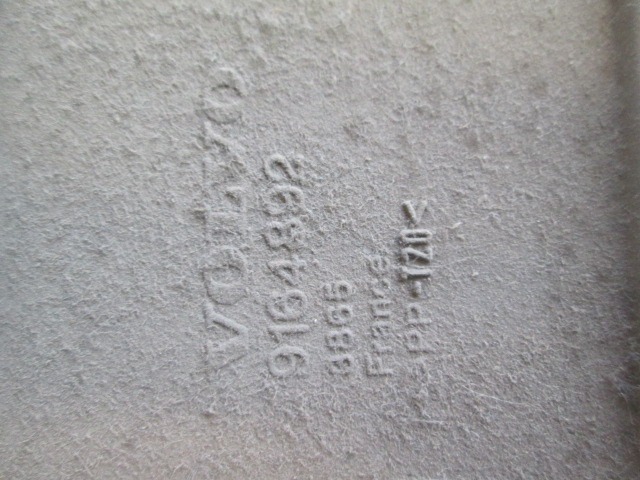 VOLVO
9164892
3865
France
>PP-T20<